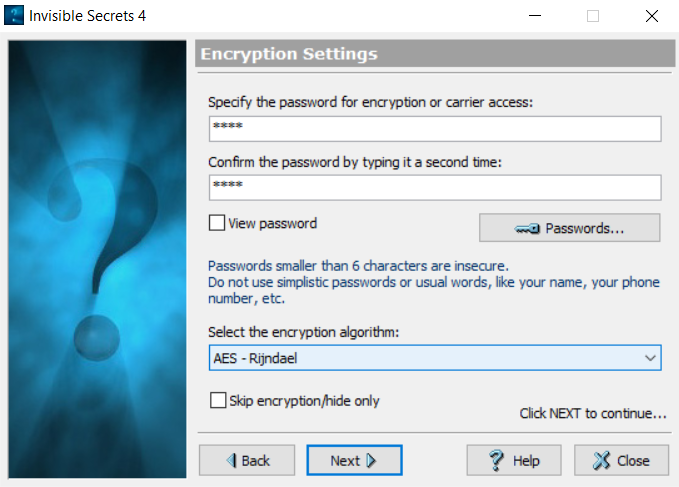 Invisible Secrets 4
Encryption Settings
Specify the password for encryption or carrier access:
****
Confirm the password by typing it a second time:
****
View password
Passwords...
Passwords smaller than 6 characters are insecure.
Do not use simplistic passwords or usual words, like your name, your phone
number, etc.
Select the encryption algorithm:
AES - Rijndael
Skip encryption/hide only
Click NEXT to continue...
Back
Next
Help
Close